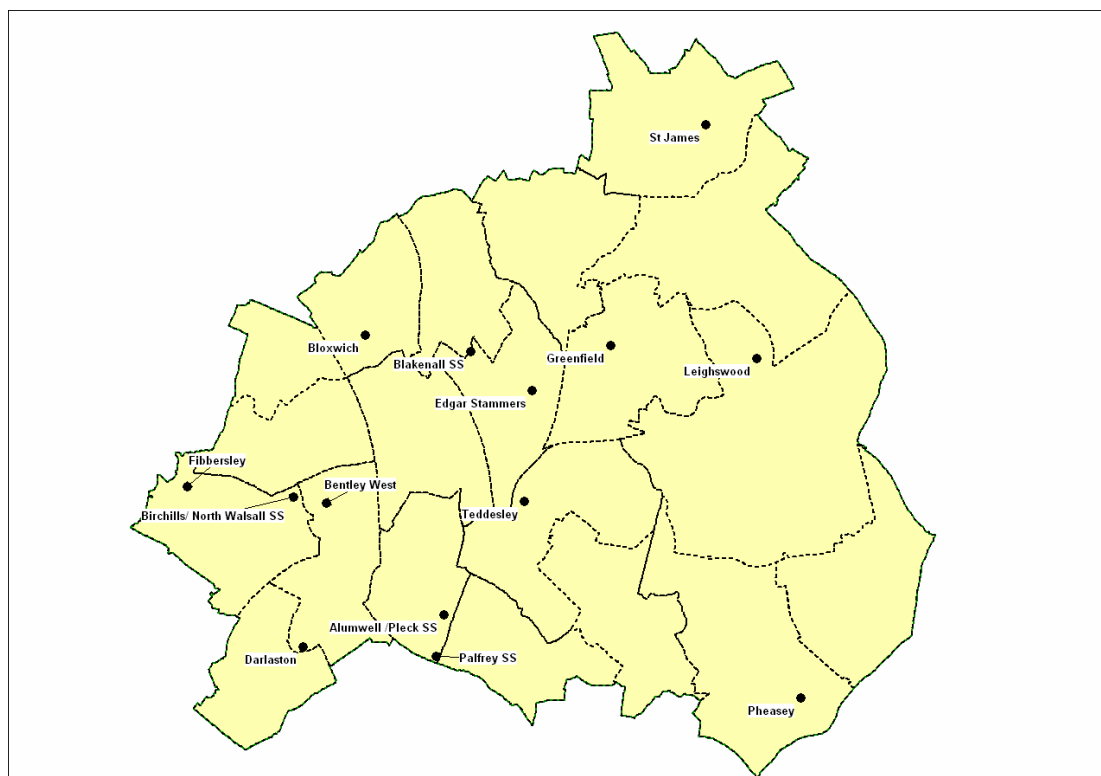 St James
Bloxwich
Blakenall SS
Greenfield
Leighswood
Edgar Stammers
Fibbersley
Bentley West
Birchills/ North Walsall SS
Teddesley
Alumwell /Pleck SS
Darlaston
Palfrey SS
Pheasey